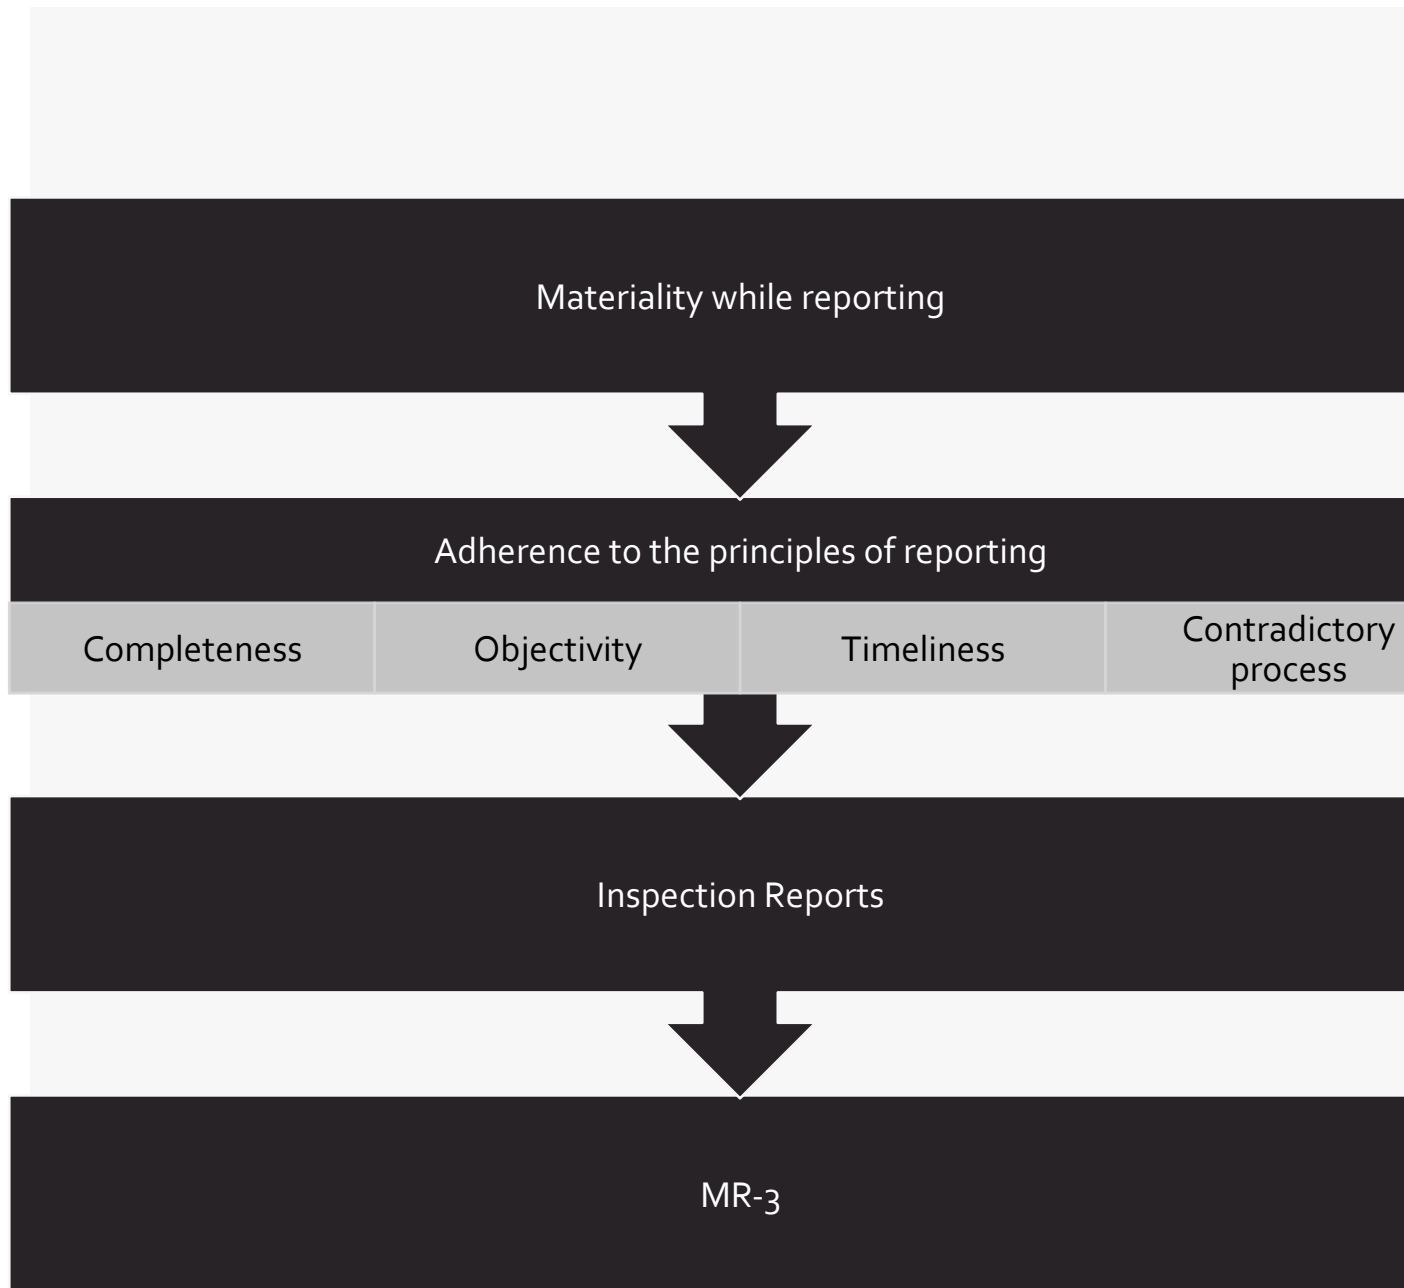 Materiality while reporting
Adherence to the principles of reporting
Completeness
Objectivity
Timeliness
Contradictory
process
Inspection Reports
MR-3